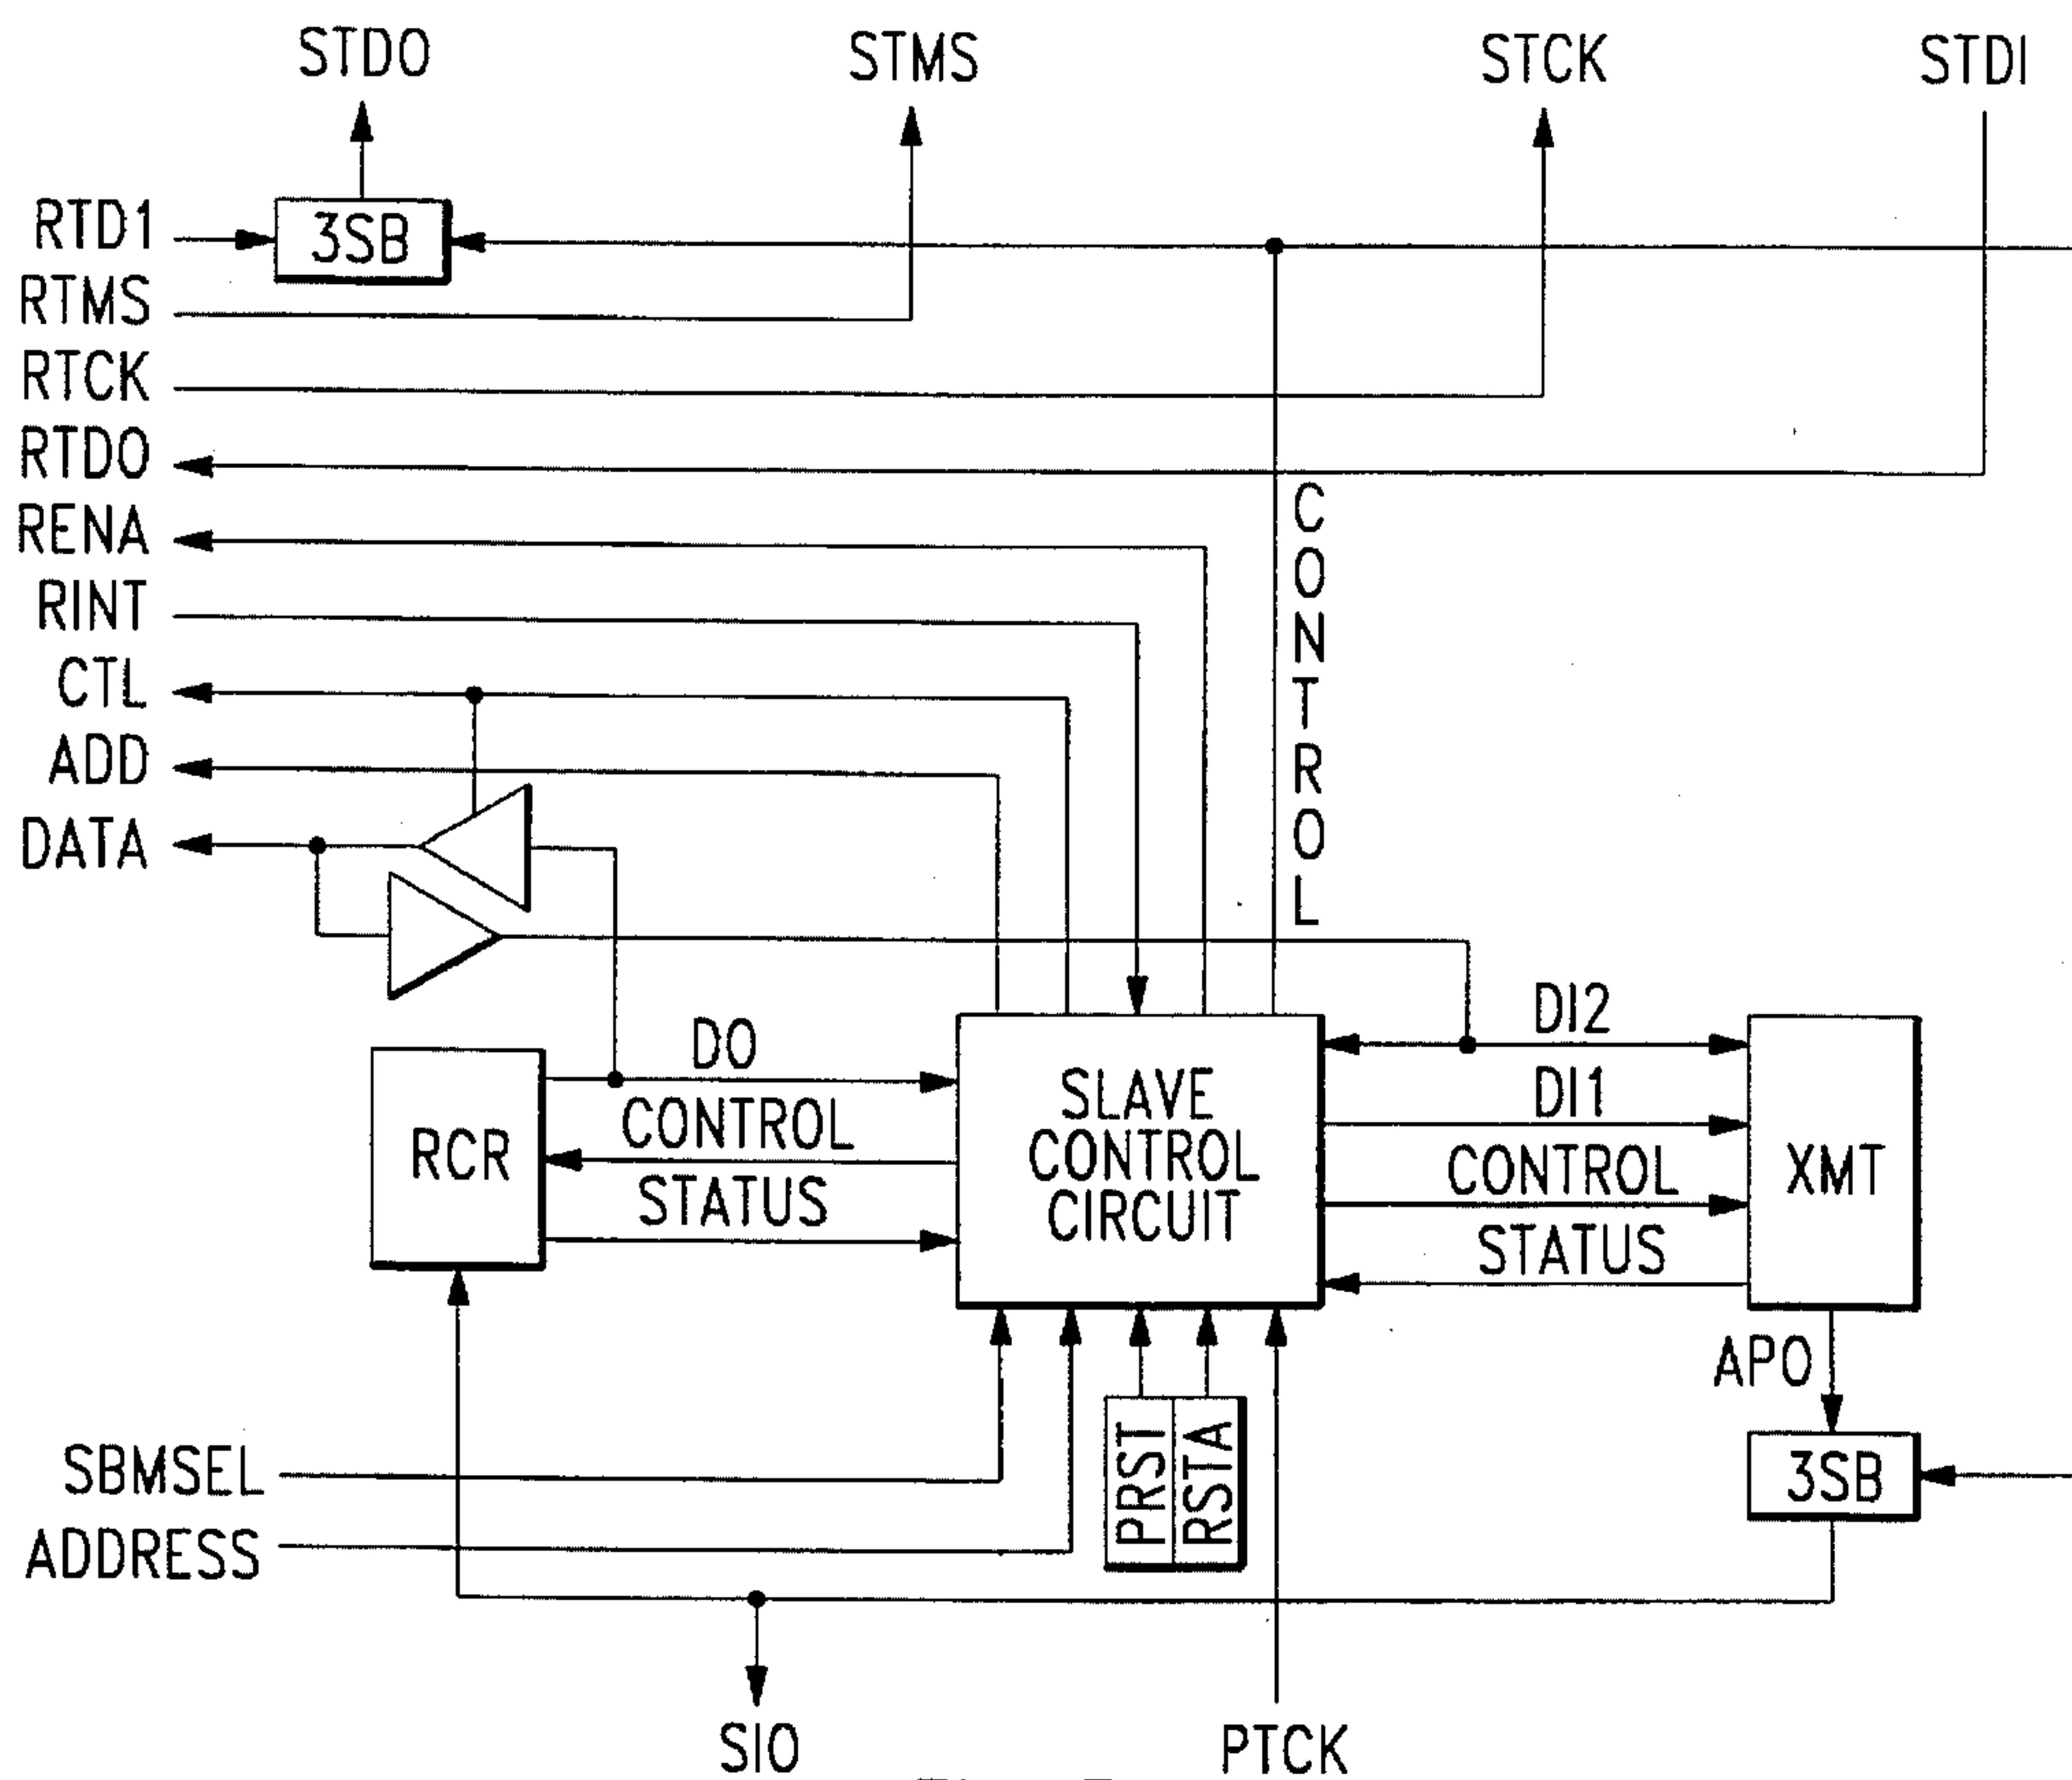 STDO
STMS
STCK
STDI
RTD1
3SB
RTMS
RTCK
RTDO
RENA
RINT
CTL
ADD
DATA
CONTROL
DO
CONTROL
STATUS
RCR
SLAVE
CONTROL
CIRCUIT
DI2
DI1
CONTROL
STATUS
XMT
APO
3SB
PRST
RSTA
SBMSEL
ADDRESS
SIO
PTCK